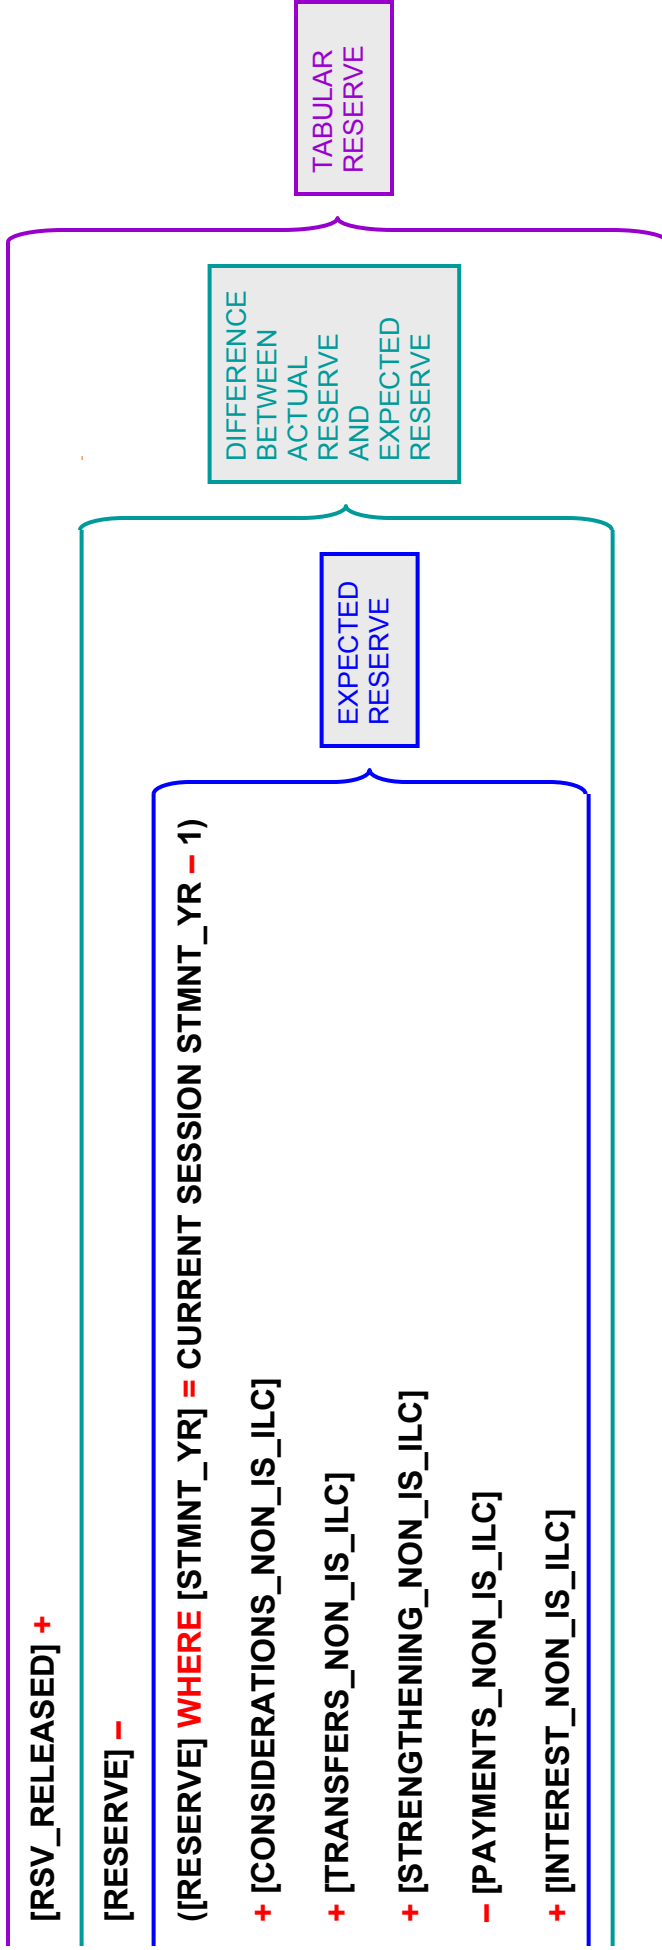 [RSV_RELEASED] +
[RESERVE] –
([RESERVE] WHERE [STMNT_YR] = CURRENT SESSION STMNT_YR – 1)
+ [CONSIDERATIONS_NON_IS_ILC]
+ [TRANSFERS_NON_IS_ILC]
+ [STRENGTHENING_NON_IS_ILC]
– [PAYMENTS_NON_IS_ILC]
+ [INTEREST_NON_IS_ILC]
EXPECTED
RESERVE
DIFFERENCE
BETWEEN
ACTUAL
RESERVE
AND
EXPECTED
RESERVE
TABULAR
RESERVE